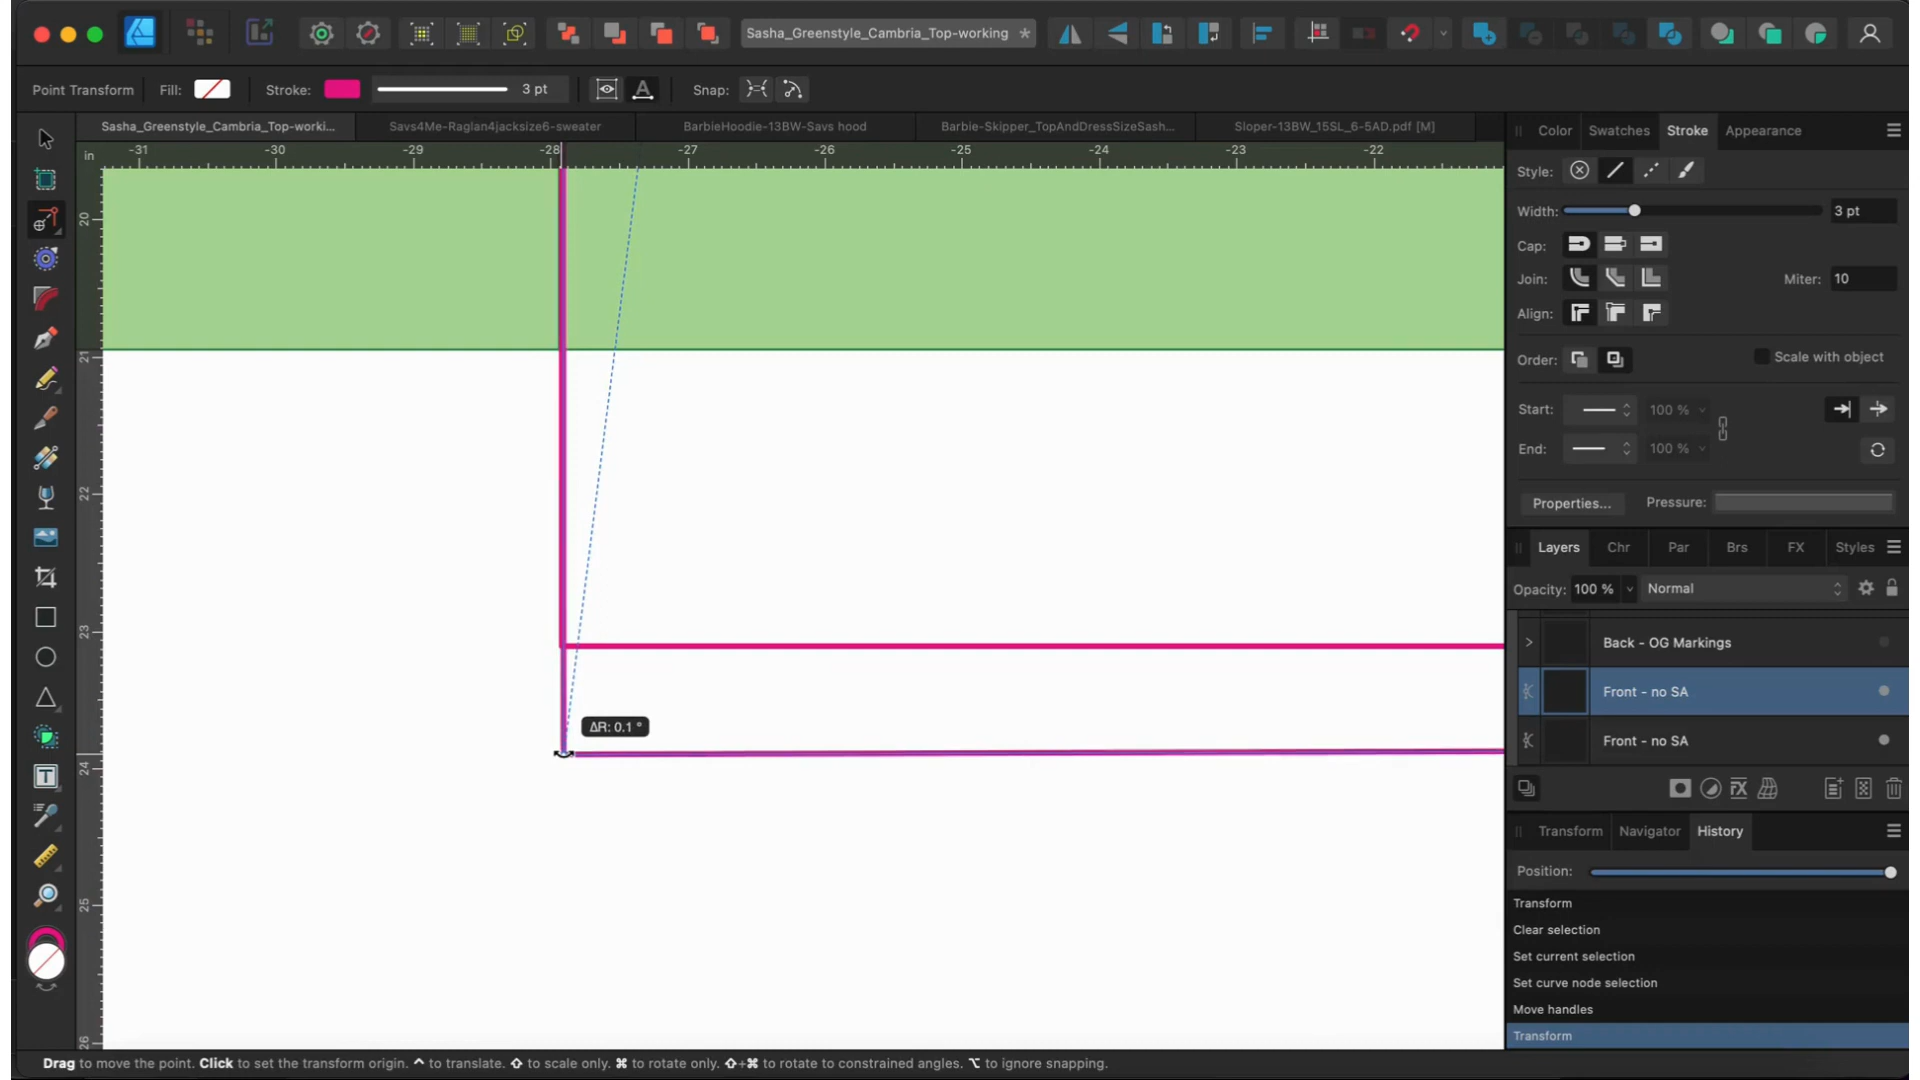 Sasha_Greenstyle_Cambria_Top-working *
Point Transform Fill: Stroke: 3 pt Snap:
Sasha_Greenstyle_Cambria_Top-worki... Savs4Me-Raglan4jacksize6-sweater BarbieHoodie-13BW-Savs hood Barbie-Skipper_TopAndDressSizeSash... Sloper-13BW_15SL_6-5AD.pdf [M]
in -31 -30 -29 -28 -27 -26 -25 -24 -23 -22
20
21
22
23
24
25
26
ΔR: 0.1 °
Color Swatches Stroke Appearance
Style:
Width: 3 pt
Cap:
Join: Miter: 10
Align:
Order: Scale with object
Start: 100 %
End: 100 %
Properties... Pressure:
Layers Chr Par Brs FX Styles
Opacity: 100 % Normal
Back - OG Markings
Front - no SA
Front - no SA
Transform Navigator History
Position:
Transform
Clear selection
Set current selection
Set curve node selection
Move handles
Transform
Drag to move the point. Click to set the transform origin. ⌃ to translate. ⇧ to scale only. ⌘ to rotate only. ⇧+⌘ to rotate to constrained angles. ⌥ to ignore snapping.